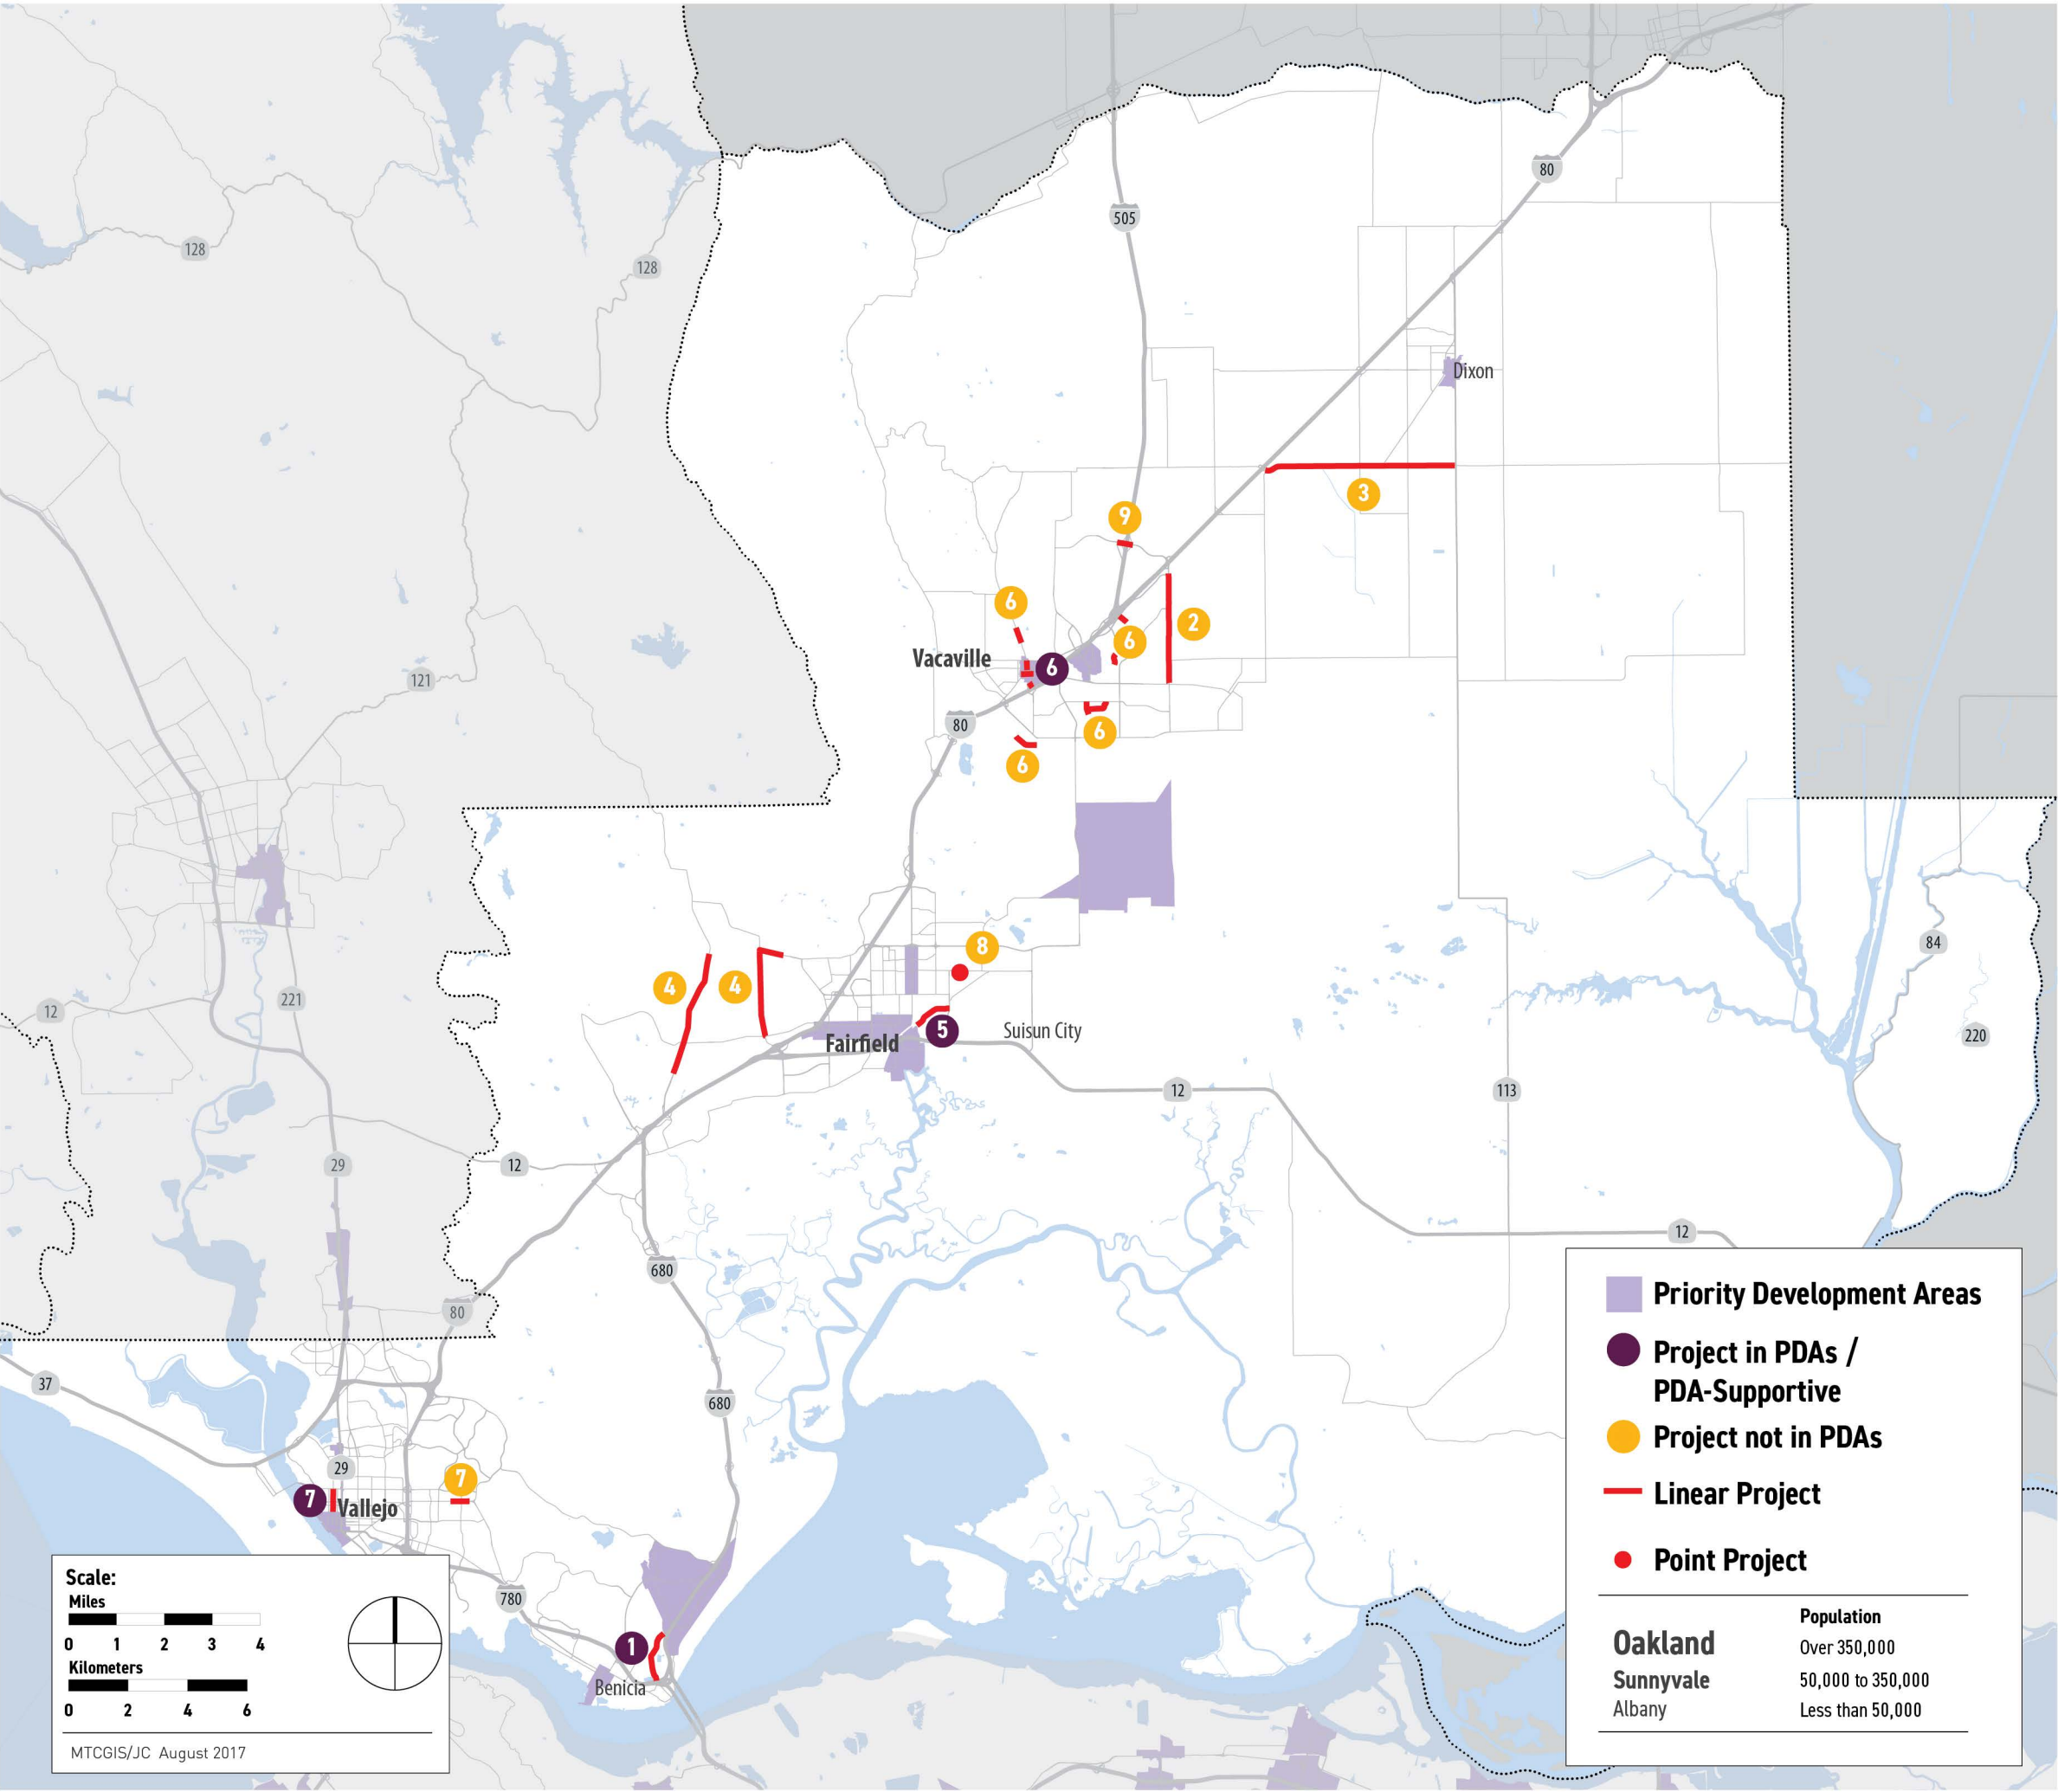 80
505
128
128
Dixon
3
9
6
6
2
Vacaville
6
121
80
6
6
84
8
4
4
221
12
5
Suisun City
220
Fairfield
12
113
29
12
12
680
80
37
680
29
7
7
Vallejo
780
1
Benicia
Scale:
Miles
0 1 2 3 4
Kilometers
0 2 4 6
MTCGIS/JC August 2017
Priority Development Areas
Project in PDAs /
PDA-Supportive
Project not in PDAs
Linear Project
Point Project
Population
Oakland Over 350,000
Sunnyvale 50,000 to 350,000
Albany Less than 50,000